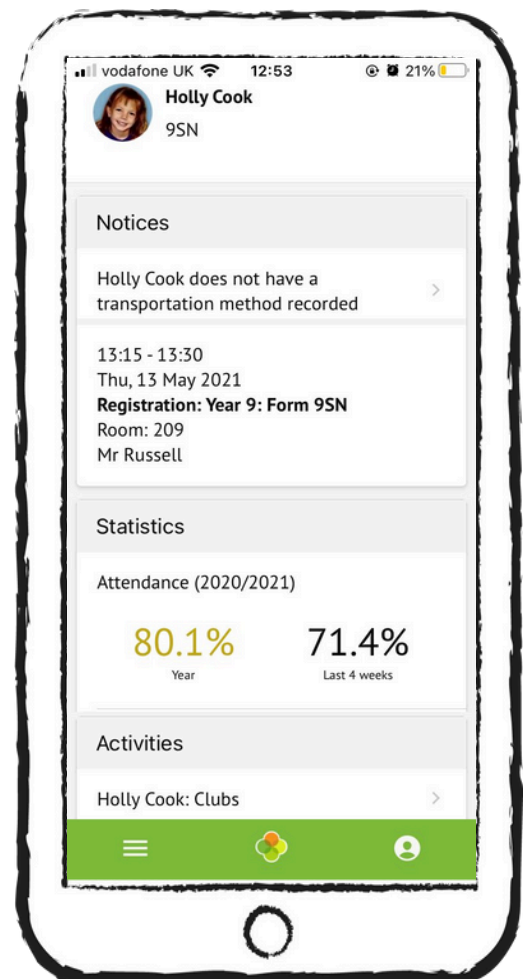 vodafone UK 12:53 21%
Holly Cook
9SN
Notices
Holly Cook does not have a
transportation method recorded
13:15 - 13:30
Thu, 13 May 2021
Registration: Year 9: Form 9SN
Room: 209
Mr Russell
Statistics
Attendance (2020/2021)
80.1% 71.4%
Year Last 4 weeks
Activities
Holly Cook: Clubs